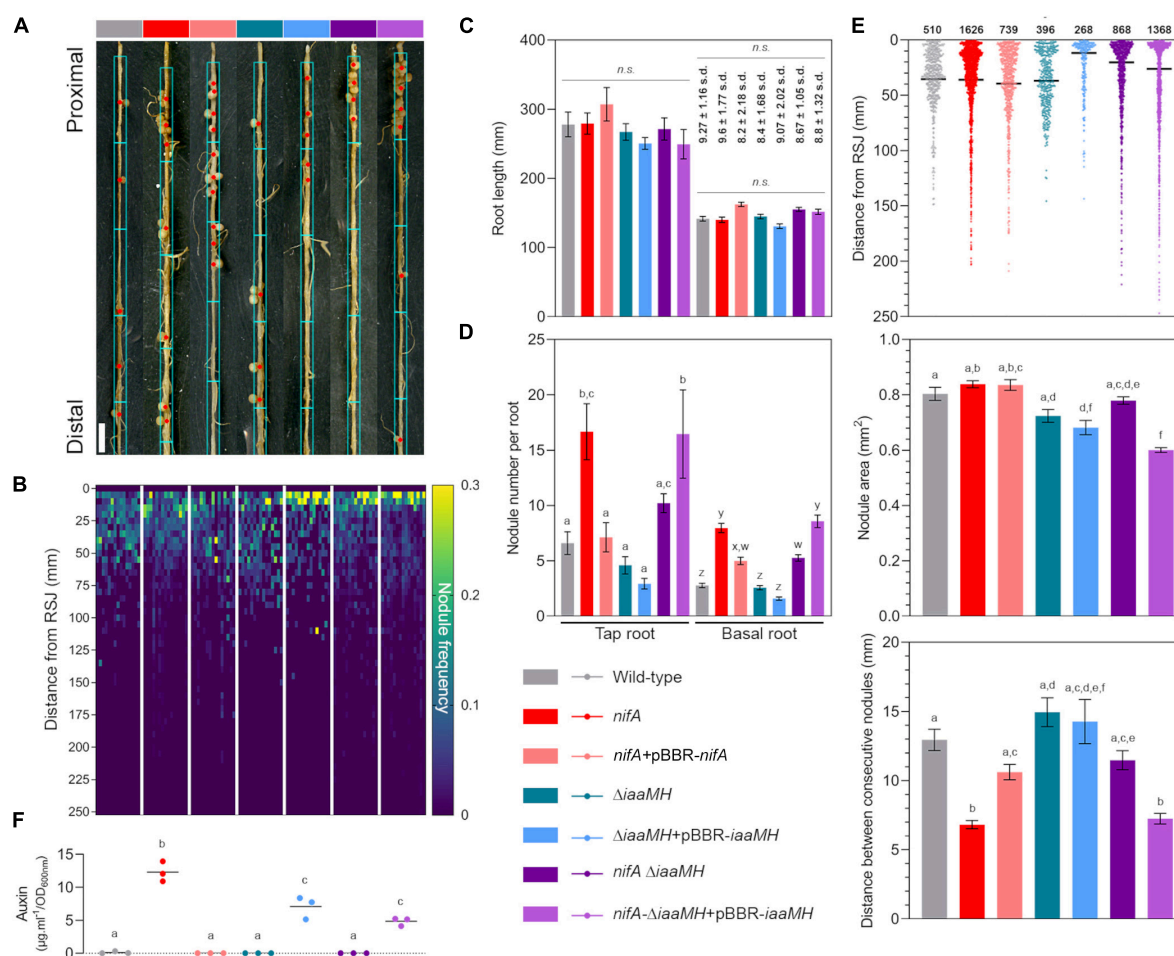 A
Proximal
Distal
B
0
25
50
75
100
125
150
175
200
225
250
Distance from RSJ (mm)
0.3
0.2
0.1
0
Nodule frequency
F
15
10
5
0
Auxin
(µg.ml⁻¹/OD₆₀₀ₙₘ)
a
b
a
a
c
a
c
C
400
300
200
100
0
Root length (mm)
n.s.
n.s.
9.27 ± 1.16 s.d.
9.6 ± 1.77 s.d.
8.2 ± 2.18 s.d.
8.4 ± 1.68 s.d.
9.07 ± 2.02 s.d.
8.67 ± 1.05 s.d.
8.8 ± 1.32 s.d.
n.s.
D
25
20
15
10
5
0
Nodule number per root
a
b,c
a
a
a
a,c
b
z
y
x,w
z
z
w
y
Tap root
Basal root
Wild-type
nifA
nifA+pBBR-nifA
ΔiaaMH
ΔiaaMH+pBBR-iaaMH
nifA ΔiaaMH
nifA-ΔiaaMH+pBBR-iaaMH
E
510
1626
739
396
268
868
1368
0
50
100
150
200
250
Distance from RSJ (mm)
1.0
0.8
0.6
0.4
0.2
0.0
Nodule area (mm²)
a
a,b
a,b,c
a,d
d,f
a,c,d,e
f
20
15
10
5
0
Distance between consecutive nodules (mm)
a
b
a,c
a,d
a,c,d,e,f
a,c,e
b